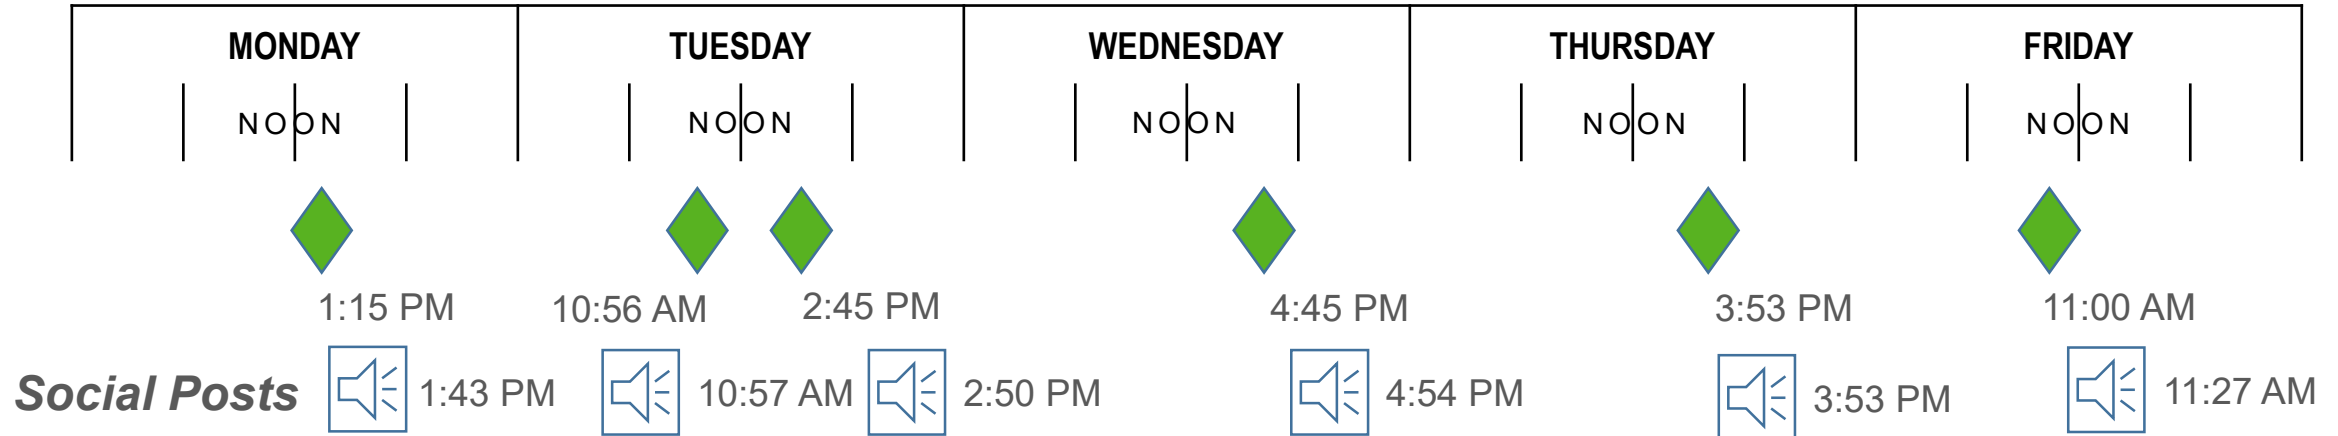 MONDAY TUESDAY WEDNESDAY THURSDAY FRIDAY
NOON NOON NOON NOON NOON
1:15 PM 10:56 AM 2:45 PM 4:45 PM 3:53 PM 11:00 AM
Social Posts 1:43 PM 10:57 AM 2:50 PM 4:54 PM 3:53 PM 11:27 AM